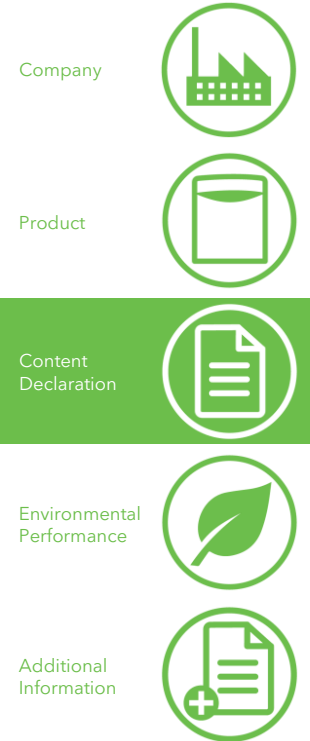 Company
Product
Content
Declaration
Environmental
Performance
Additional
Information